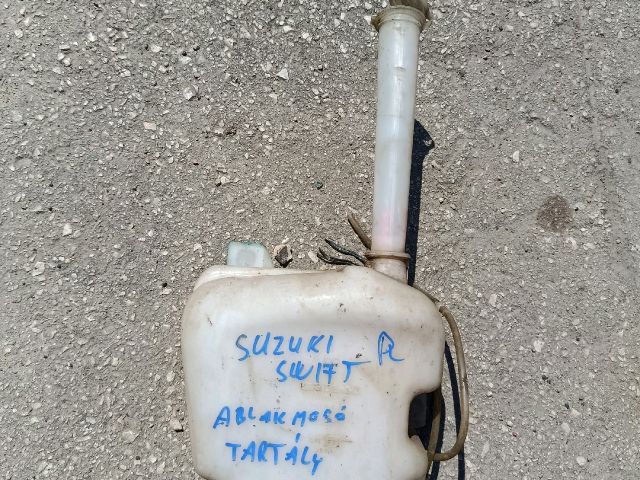 SUZUKI R
SWIFT
ABLAKMOSÓ
TARTÁLY